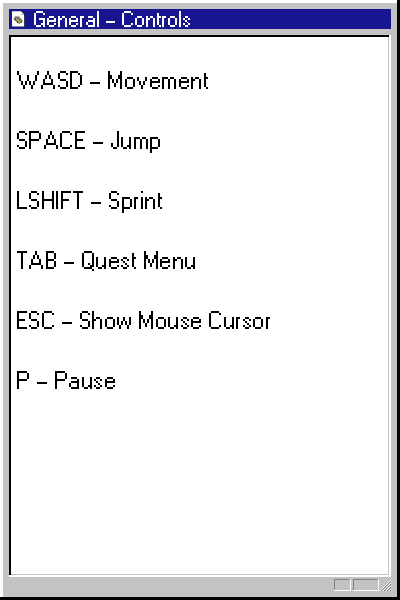 General – Controls
WASD – Movement
SPACE – Jump
LSHIFT – Sprint
TAB – Quest Menu
ESC – Show Mouse Cursor
P – Pause